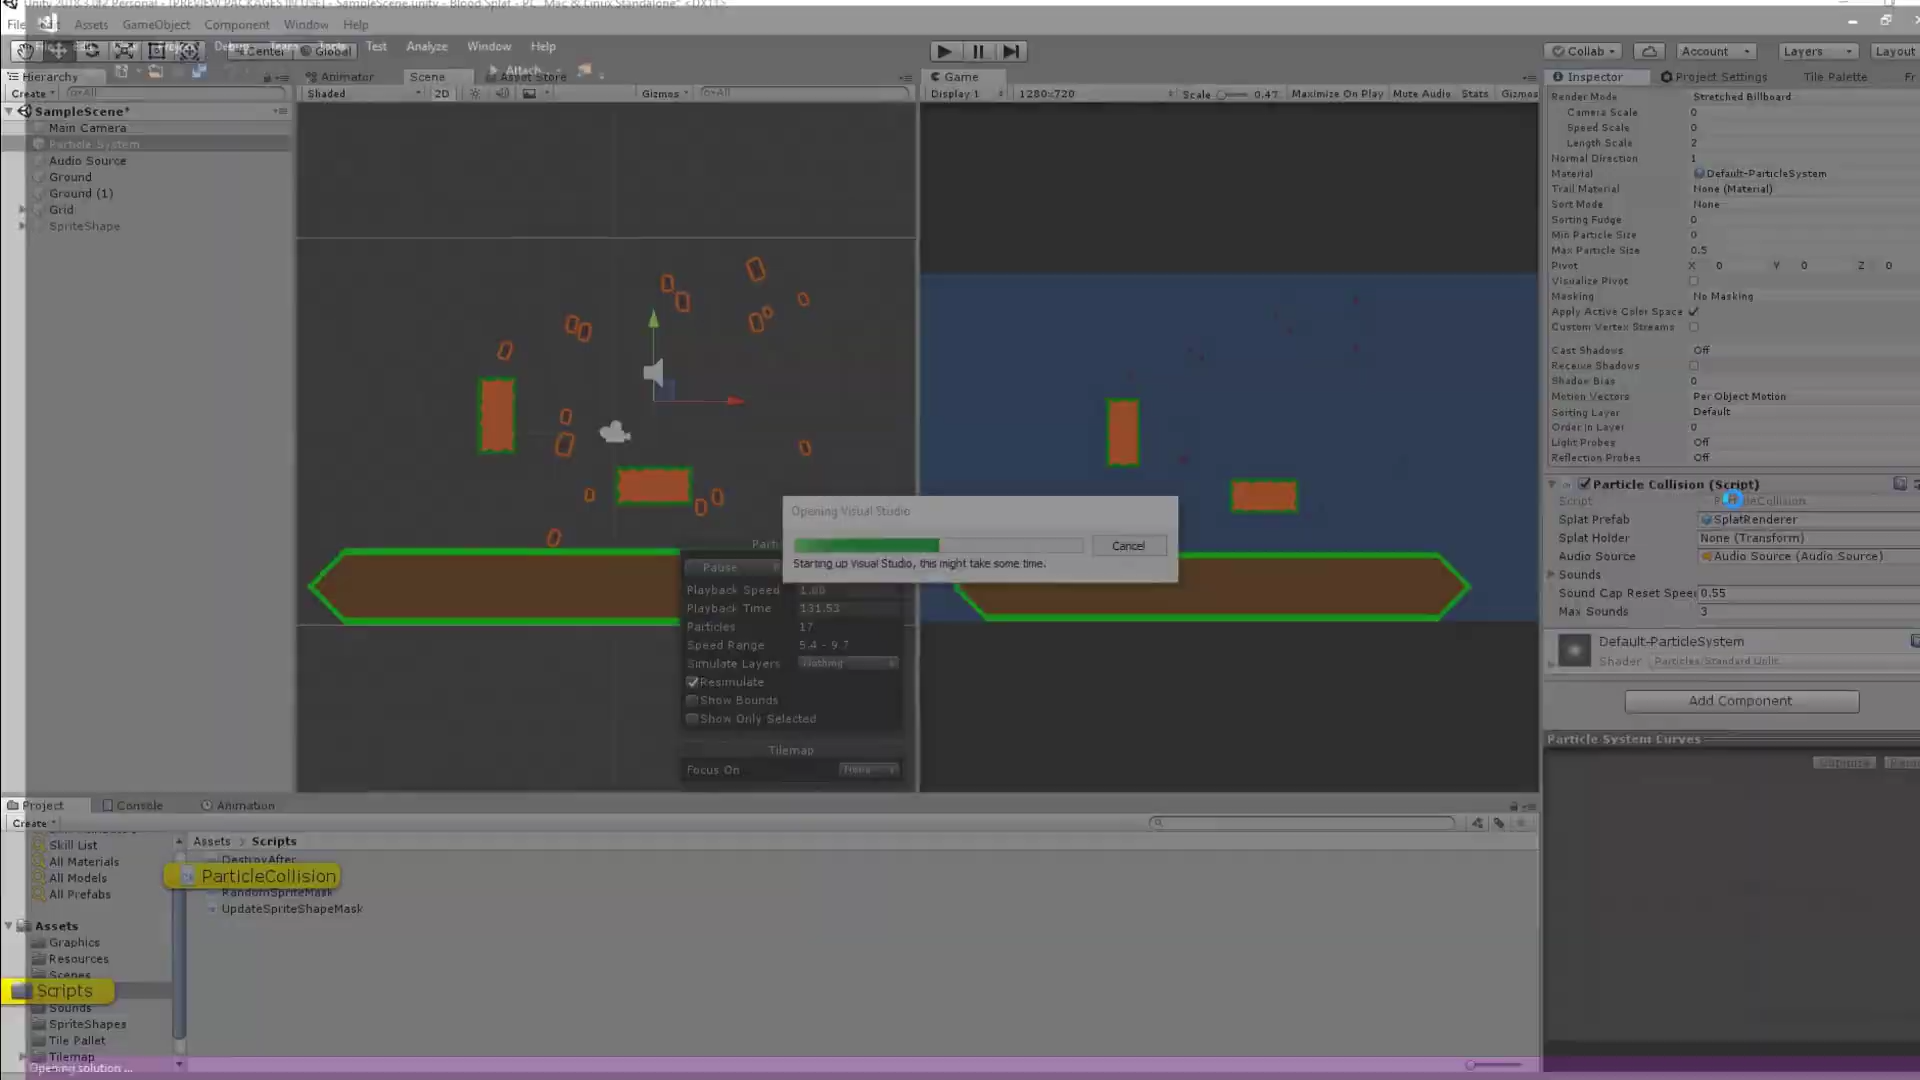 Unity 2018.3.0f2 Personal - [PREVIEW PACKAGES IN USE] - SampleScene.unity - Blood Splat - PC, Mac & Linux Standalone* <DX11>
Assets GameObject Component Window Help
Test Analyze Window Help
Center Global
Collab Account Layers Layout
Attach...
Hierarchy
Animator Scene Asset Store
Game
Inspector Project Settings Tile Palette Fr
Create All
Shaded 2D Gizmos All
Display 1 1280x720 Scale 0.47 Maximize On Play Mute Audio Stats Gizmos
SampleScene*
Main Camera
Particle System
Audio Source
Ground
Ground (1)
Grid
SpriteShape
Render Mode Stretched Billboard
Camera Scale 0
Speed Scale 0
Length Scale 2
Normal Direction 1
Material Default-ParticleSystem
Trail Material None (Material)
Sort Mode None
Sorting Fudge 0
Min Particle Size 0
Max Particle Size 0.5
Pivot X 0 Y 0 Z 0
Visualize Pivot
Masking No Masking
Apply Active Color Space
Custom Vertex Streams
Cast Shadows Off
Receive Shadows
Shadow Bias 0
Motion Vectors Per Object Motion
Sorting Layer Default
Order in Layer 0
Light Probes Off
Reflection Probes Off
Particle Collision (Script)
Script
Splat Prefab SplatRenderer
Splat Holder None (Transform)
Audio Source Audio Source (Audio Source)
Sounds
Sound Cap Reset Speed 0.55
Max Sounds 3
Default-ParticleSystem
Shader Particles/Standard Unlit
Add Component
Particle System Curves
Optimize
Opening Visual Studio
Cancel
Starting up Visual Studio, this might take some time.
Pause
Playback Speed 1.00
Playback Time 131.53
Particles 17
Speed Range 5.4 - 9.7
Simulate Layers Nothing
Resimulate
Show Bounds
Show Only Selected
Tilemap
Focus On None
Project Console Animation
Create
Skill List
All Materials
All Models
All Prefabs
Assets
Graphics
Resources
Scenes
Scripts
Sounds
SpriteShapes
Tile Pallet
Tilemap
Assets > Scripts
DestroyAfter
ParticleCollision
RandomSpriteMask
UpdateSpriteShapeMask
Opening solution ...